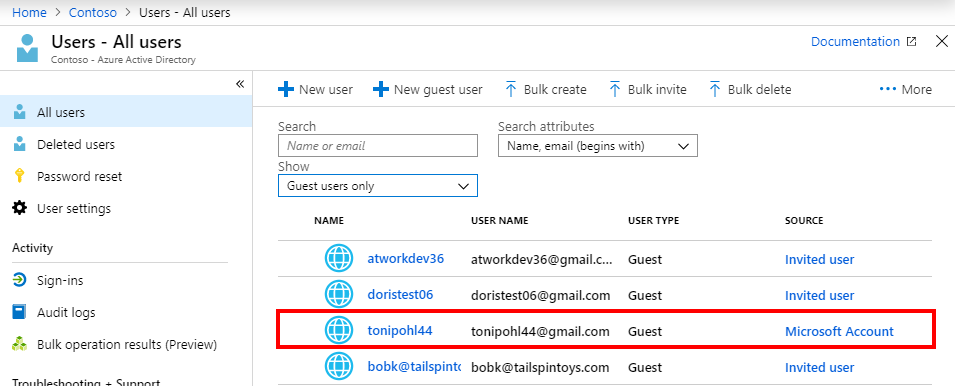 Home > Contoso > Users - All users
Users - All users
Contoso - Azure Active Directory
Documentation
All users
Deleted users
Password reset
User settings
Activity
Sign-ins
Audit logs
Bulk operation results (Preview)
Troubleshooting + Support
New user New guest user Bulk create Bulk invite Bulk delete ••• More
Search Search attributes
Name or email Name, email (begins with)
Show
Guest users only
NAME USER NAME USER TYPE SOURCE
atworkdev36 atworkdev36@gmail.c... Guest Invited user
doristest06 doristest06@gmail.com Guest Invited user
tonipohl44 tonipohl44@gmail.com Guest Microsoft Account
bobk@tailspinto bobk@tailspintoys.com Guest Invited user